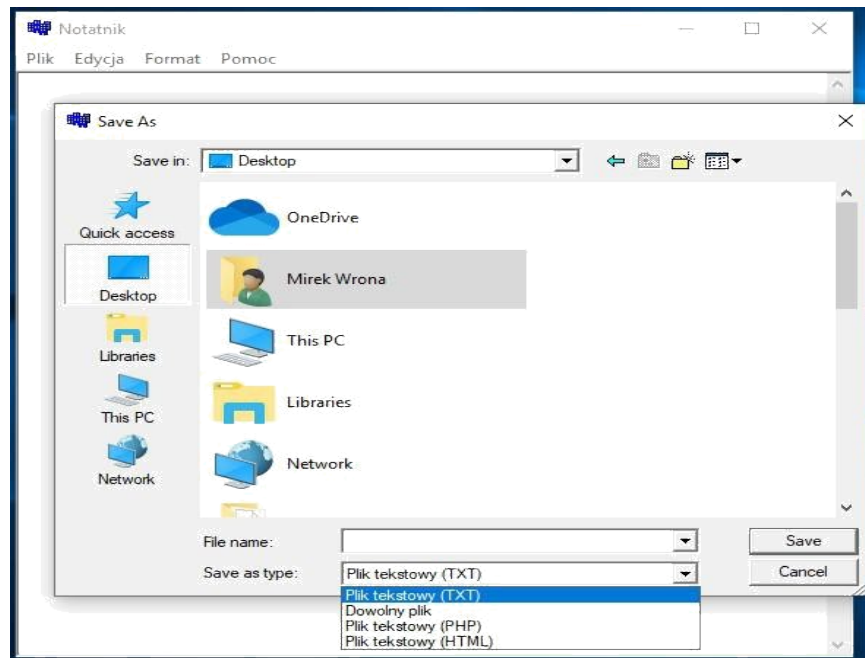 Notatnik
Plik Edycja Format Pomoc
Save As
Save in: Desktop
Quick access
Desktop
Libraries
This PC
Network
OneDrive
Mirek Wrona
This PC
Libraries
Network
File name:
Save
Save as type: Plik tekstowy (TXT)
Cancel
Plik tekstowy (TXT)
Dowolny plik
Plik tekstowy (PHP)
Plik tekstowy (HTML)